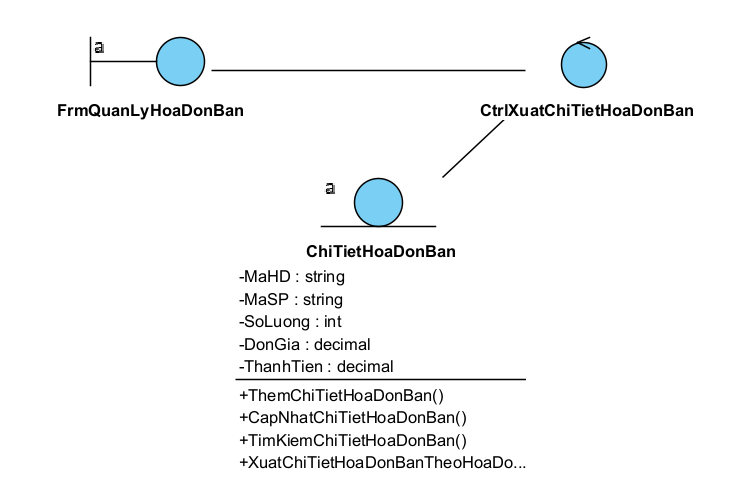 a
FrmQuanLyHoaDonBan
CtrlXuatChiTietHoaDonBan
a
ChiTietHoaDonBan
-MaHD : string
-MaSP : string
-SoLuong : int
-DonGia : decimal
-ThanhTien : decimal
+ThemChiTietHoaDonBan()
+CapNhatChiTietHoaDonBan()
+TimKiemChiTietHoaDonBan()
+XuatChiTietHoaDonBanTheoHoaDo...